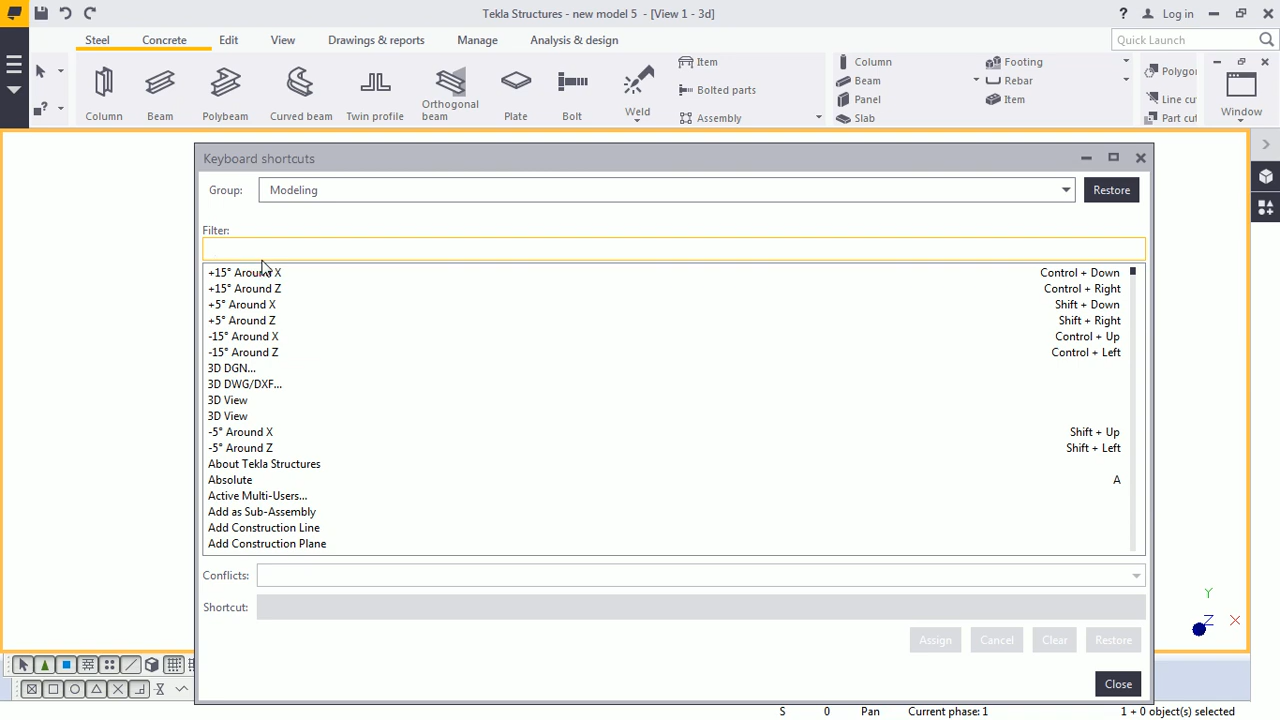 Tekla Structures - new model 5 - [View 1 - 3d]
? Log in
Steel Concrete Edit View Drawings & reports Manage Analysis & design
Quick Launch
Column
Beam
Polybeam
Curved beam
Twin profile
Orthogonal
beam
Plate
Bolt
Weld
Item
Bolted parts
Assembly
Column
Beam
Panel
Slab
Footing
Rebar
Item
Polygo
Line cu
Part cut
Window
Keyboard shortcuts
Group: Modeling Restore
Filter:
+15° Around X Control + Down
+15° Around Z Control + Right
+5° Around X Shift + Down
+5° Around Z Shift + Right
-15° Around X Control + Up
-15° Around Z Control + Left
3D DGN...
3D DWG/DXF...
3D View
3D View
-5° Around X Shift + Up
-5° Around Z Shift + Left
About Tekla Structures
Absolute A
Active Multi-Users...
Add as Sub-Assembly
Add Construction Line
Add Construction Plane
Conflicts:
Shortcut:
Assign Cancel Clear Restore
Close
Y
Z X
S 0 Pan Current phase: 1 1 + 0 object(s) selected